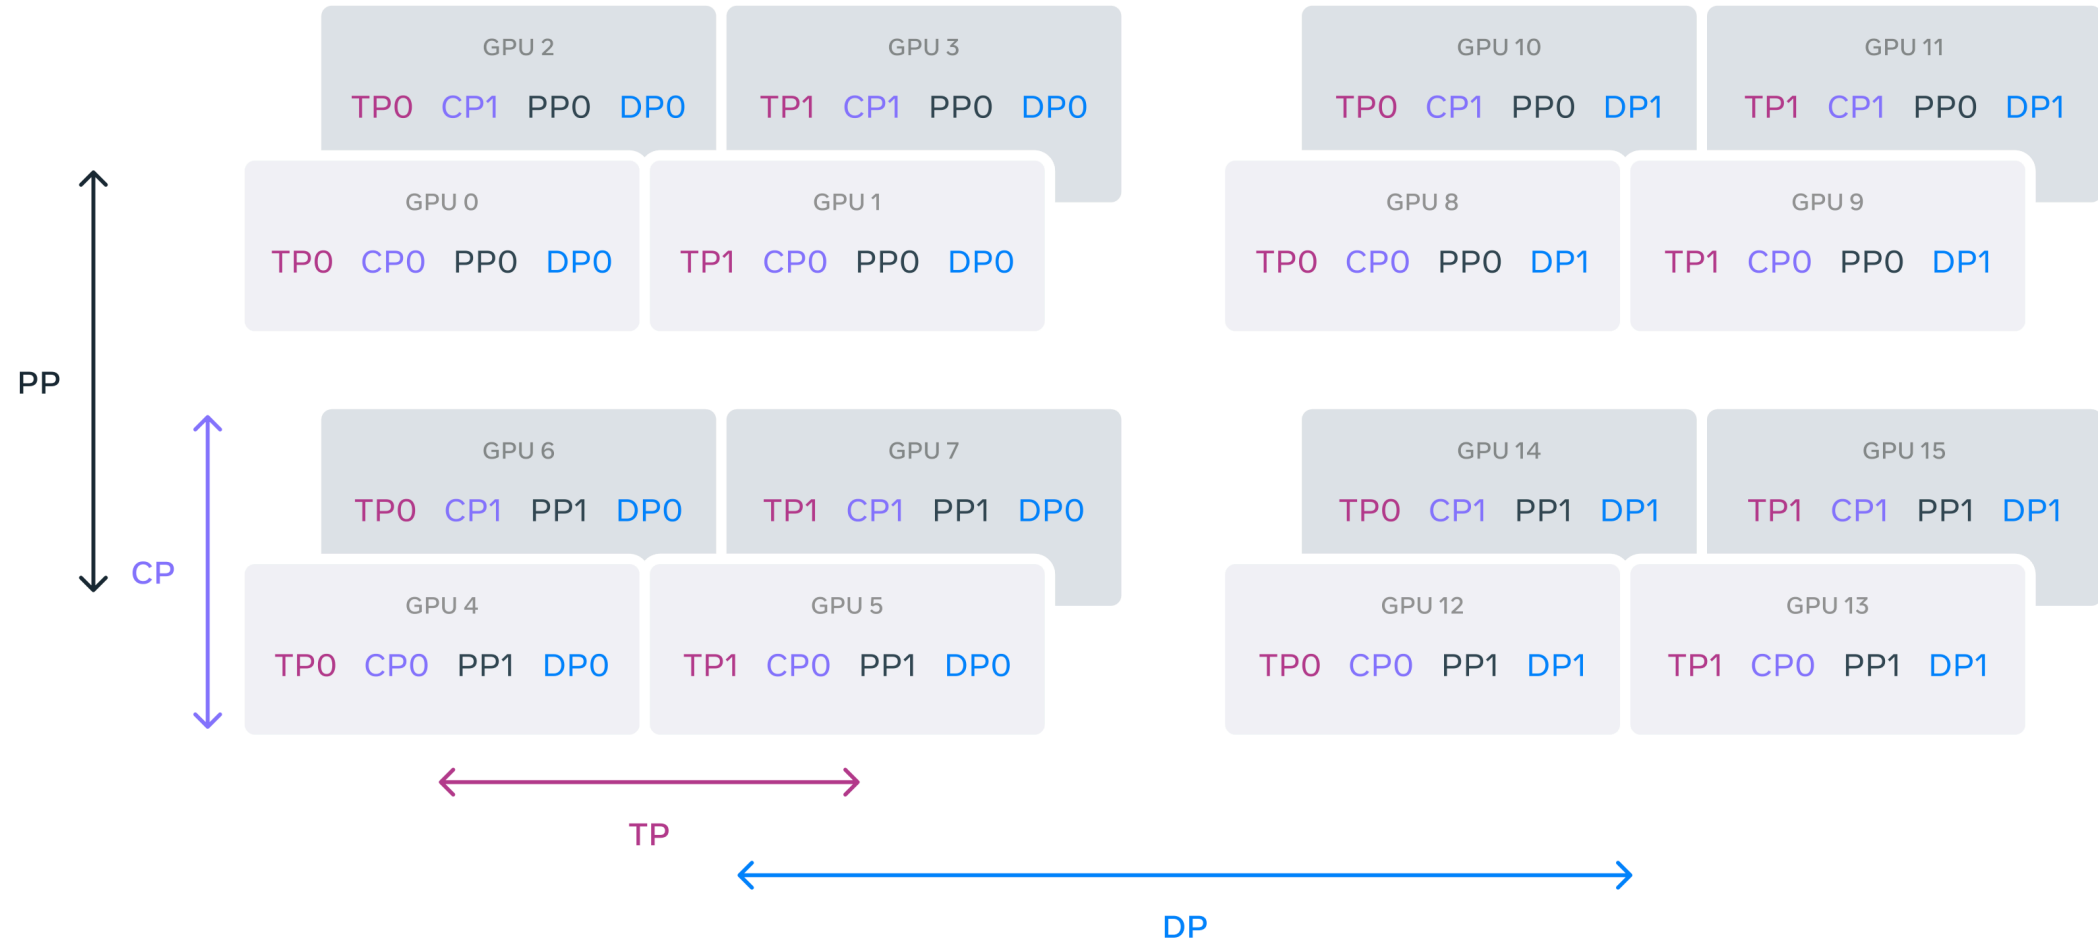 GPU 2
TP0 CP1 PP0 DP0
GPU 3
TP1 CP1 PP0 DP0
GPU 10
TP0 CP1 PP0 DP1
GPU 11
TP1 CP1 PP0 DP1
GPU 0
TP0 CP0 PP0 DP0
GPU 1
TP1 CP0 PP0 DP0
GPU 8
TP0 CP0 PP0 DP1
GPU 9
TP1 CP0 PP0 DP1
PP
GPU 6
TP0 CP1 PP1 DP0
GPU 7
TP1 CP1 PP1 DP0
GPU 14
TP0 CP1 PP1 DP1
GPU 15
TP1 CP1 PP1 DP1
CP
GPU 4
TP0 CP0 PP1 DP0
GPU 5
TP1 CP0 PP1 DP0
GPU 12
TP0 CP0 PP1 DP1
GPU 13
TP1 CP0 PP1 DP1
TP
DP